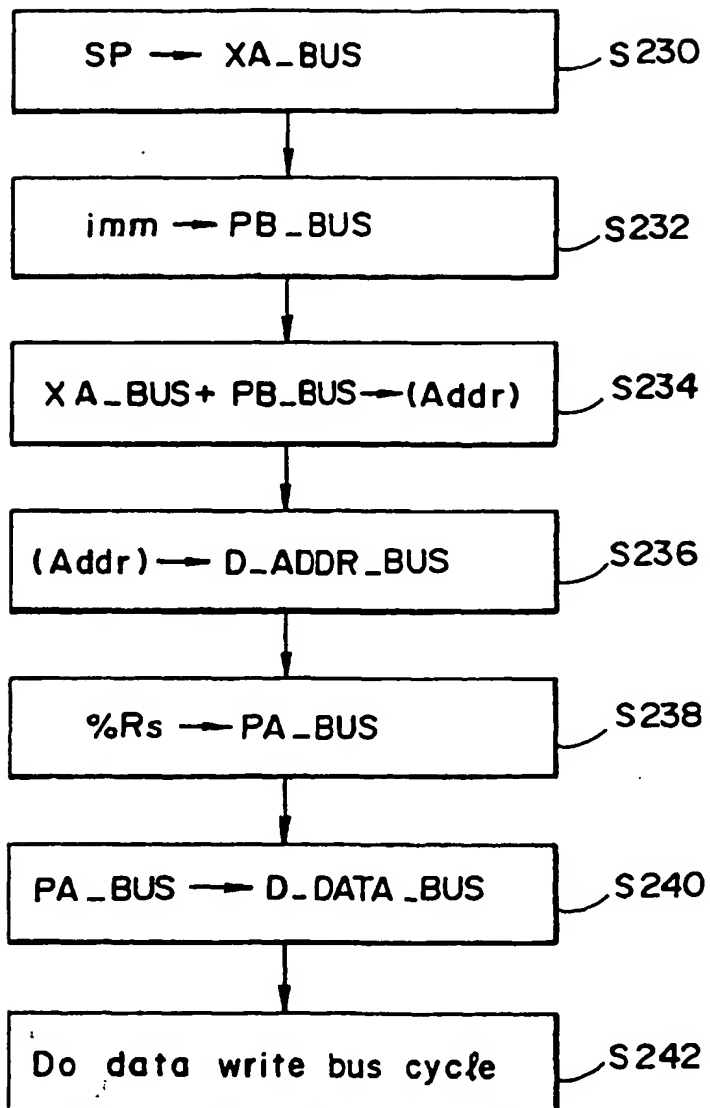 SP → XA_BUS S230
imm → PB_BUS S232
XA_BUS + PB_BUS → (Addr) S234
(Addr) → D_ADDR_BUS S236
%Rs → PA_BUS S238
PA_BUS → D_DATA_BUS S240
Do data write bus cycle S242